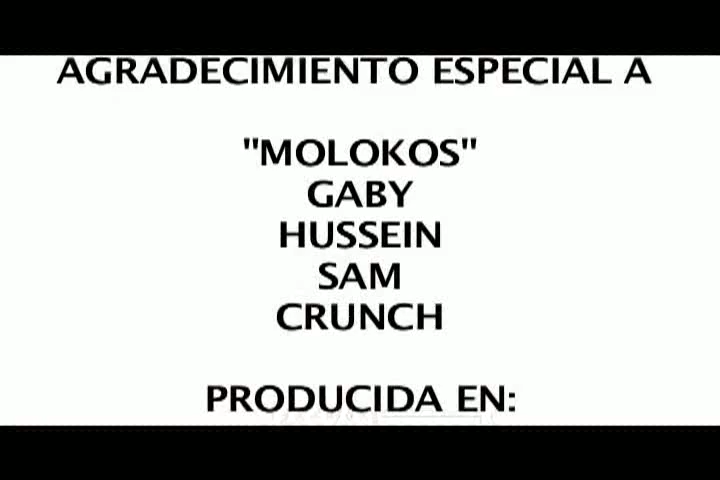 AGRADECIMIENTO ESPECIAL A
"MOLOKOS"
GABY
HUSSEIN
SAM
CRUNCH
PRODUCIDA EN: